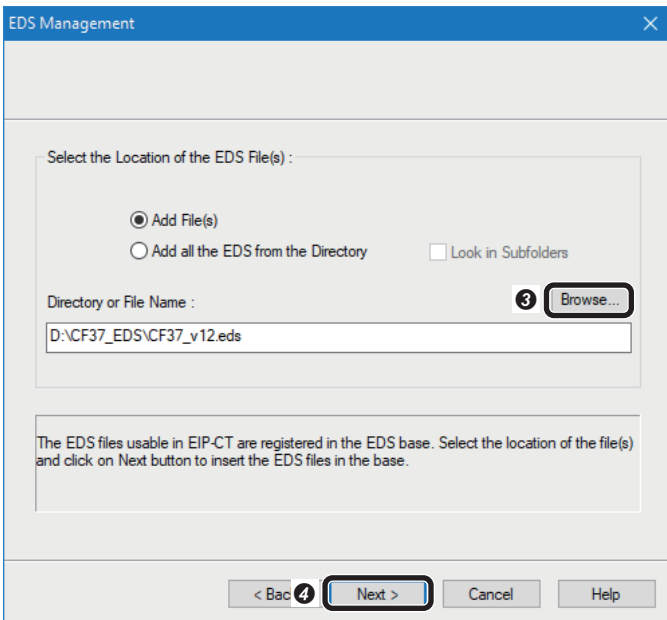 EDS Management
Select the Location of the EDS File(s) :
Add File(s)
Add all the EDS from the Directory
Look in Subfolders
Directory or File Name :
❸
Browse...
D:\CF37_EDS\CF37_v12.eds
The EDS files usable in EIP-CT are registered in the EDS base. Select the location of the file(s)
and click on Next button to insert the EDS files in the base.
< Bac
❹
Next >
Cancel
Help